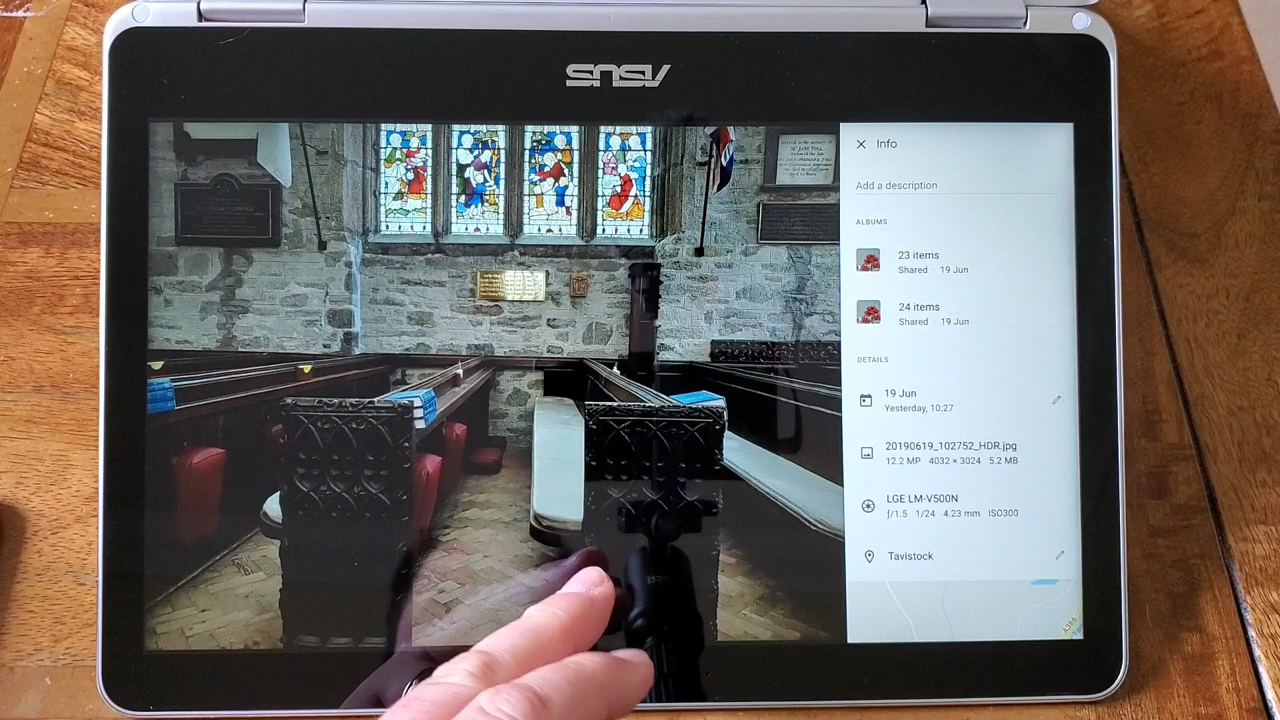 ASUS
Info
Add a description
ALBUMS
23 items
Shared · 19 Jun
24 items
Shared · 19 Jun
DETAILS
19 Jun
Yesterday, 10:27
20190619_102752_HDR.jpg
12.2 MP 4032 × 3024 5.2 MB
LGE LM-V500N
ƒ/1.5 1/24 4.23 mm ISO300
Tavistock
A386